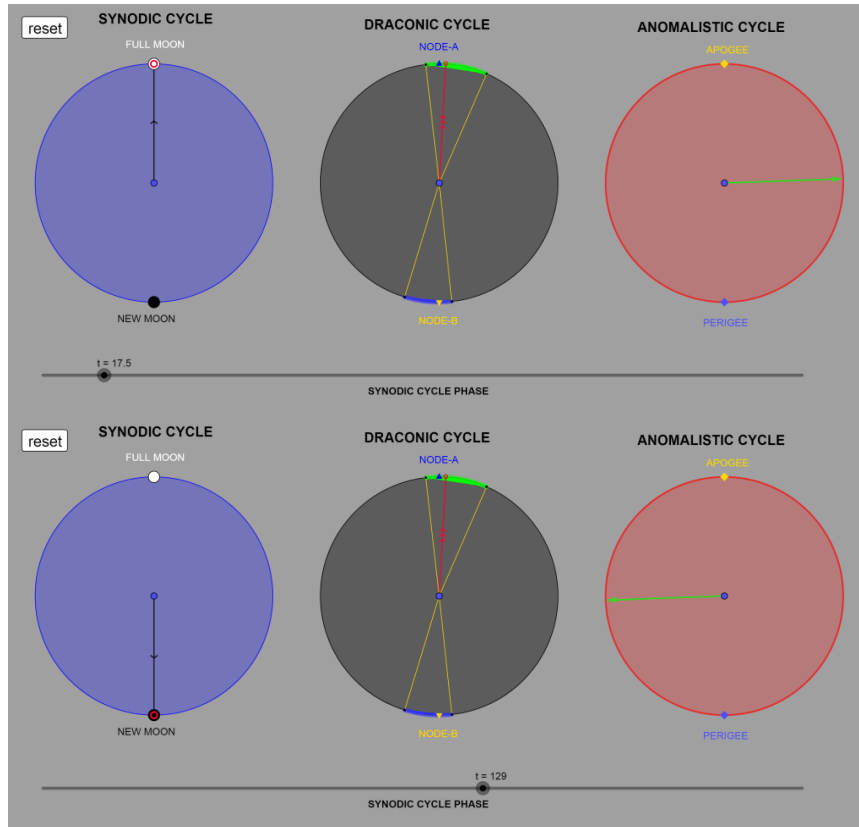 reset
SYNODIC CYCLE
DRACONIC CYCLE
ANOMALISTIC CYCLE
FULL MOON
NODE-A
APOGEE
NEW MOON
NODE-B
PERIGEE
t = 17.5
SYNODIC CYCLE PHASE
reset
SYNODIC CYCLE
DRACONIC CYCLE
ANOMALISTIC CYCLE
FULL MOON
NODE-A
APOGEE
NEW MOON
NODE-B
PERIGEE
t = 129
SYNODIC CYCLE PHASE